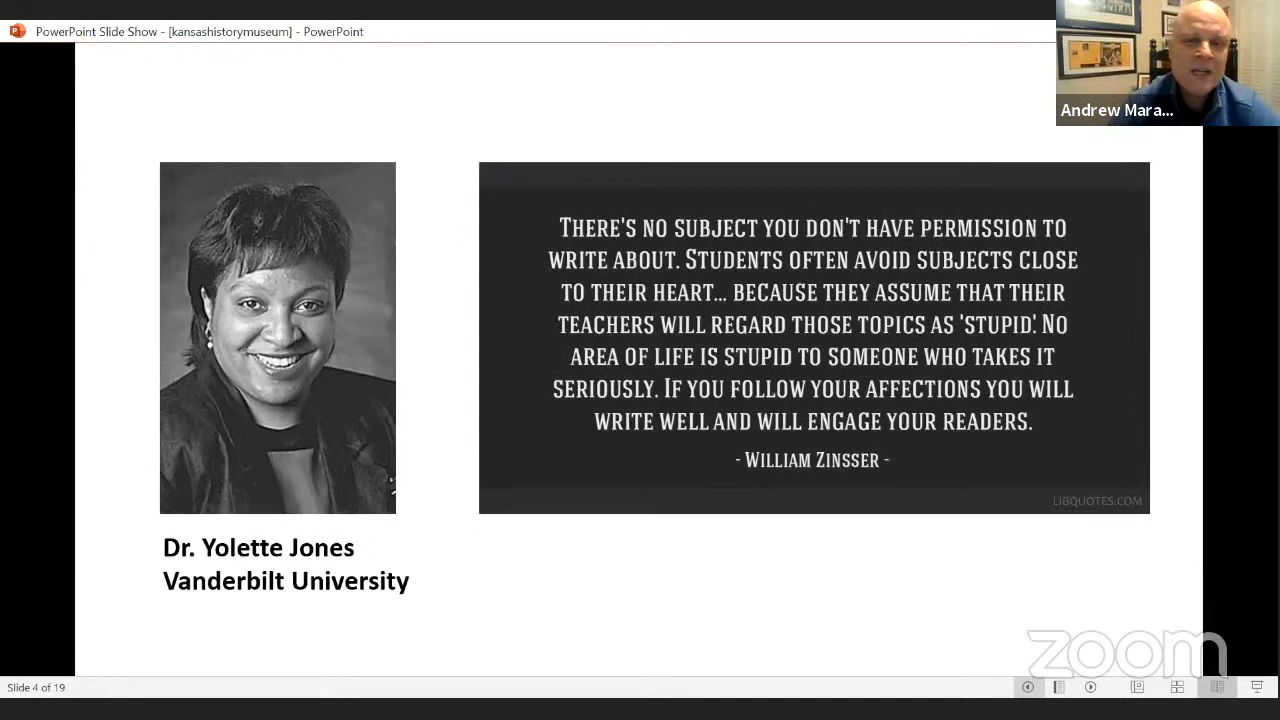 PowerPoint Slide Show - [kansashistorymuseum] - PowerPoint
Andrew Mara...
THERE'S NO SUBJECT YOU DON'T HAVE PERMISSION TO
WRITE ABOUT. STUDENTS OFTEN AVOID SUBJECTS CLOSE
TO THEIR HEART... BECAUSE THEY ASSUME THAT THEIR
TEACHERS WILL REGARD THOSE TOPICS AS 'STUPID'. NO
AREA OF LIFE IS STUPID TO SOMEONE WHO TAKES IT
SERIOUSLY. IF YOU FOLLOW YOUR AFFECTIONS YOU WILL
WRITE WELL AND WILL ENGAGE YOUR READERS.
- WILLIAM ZINSSER -
LIBQUOTES.COM
Dr. Yolette Jones
Vanderbilt University
zoom
Slide 4 of 19